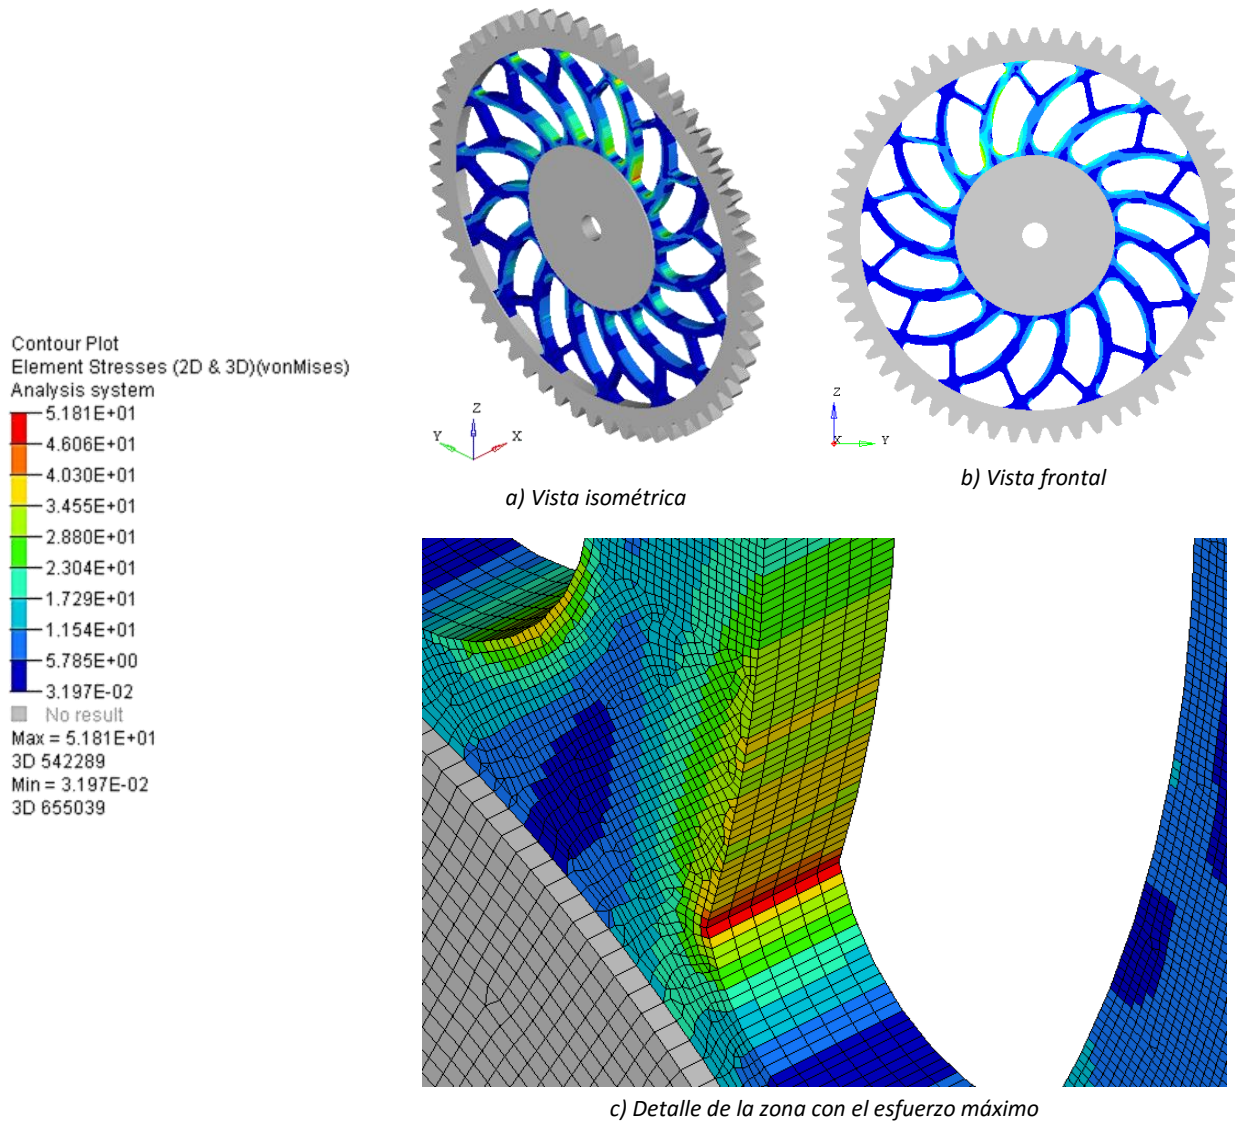 Contour Plot
Element Stresses (2D & 3D)(vonMises)
Analysis system
5.181E+01
4.606E+01
4.030E+01
3.455E+01
2.880E+01
2.304E+01
1.729E+01
1.154E+01
5.785E+00
3.197E-02
No result
Max = 5.181E+01
3D 542289
Min = 3.197E-02
3D 655039
Z
Y
X
a) Vista isométrica
Z
X
Y
b) Vista frontal
c) Detalle de la zona con el esfuerzo máximo